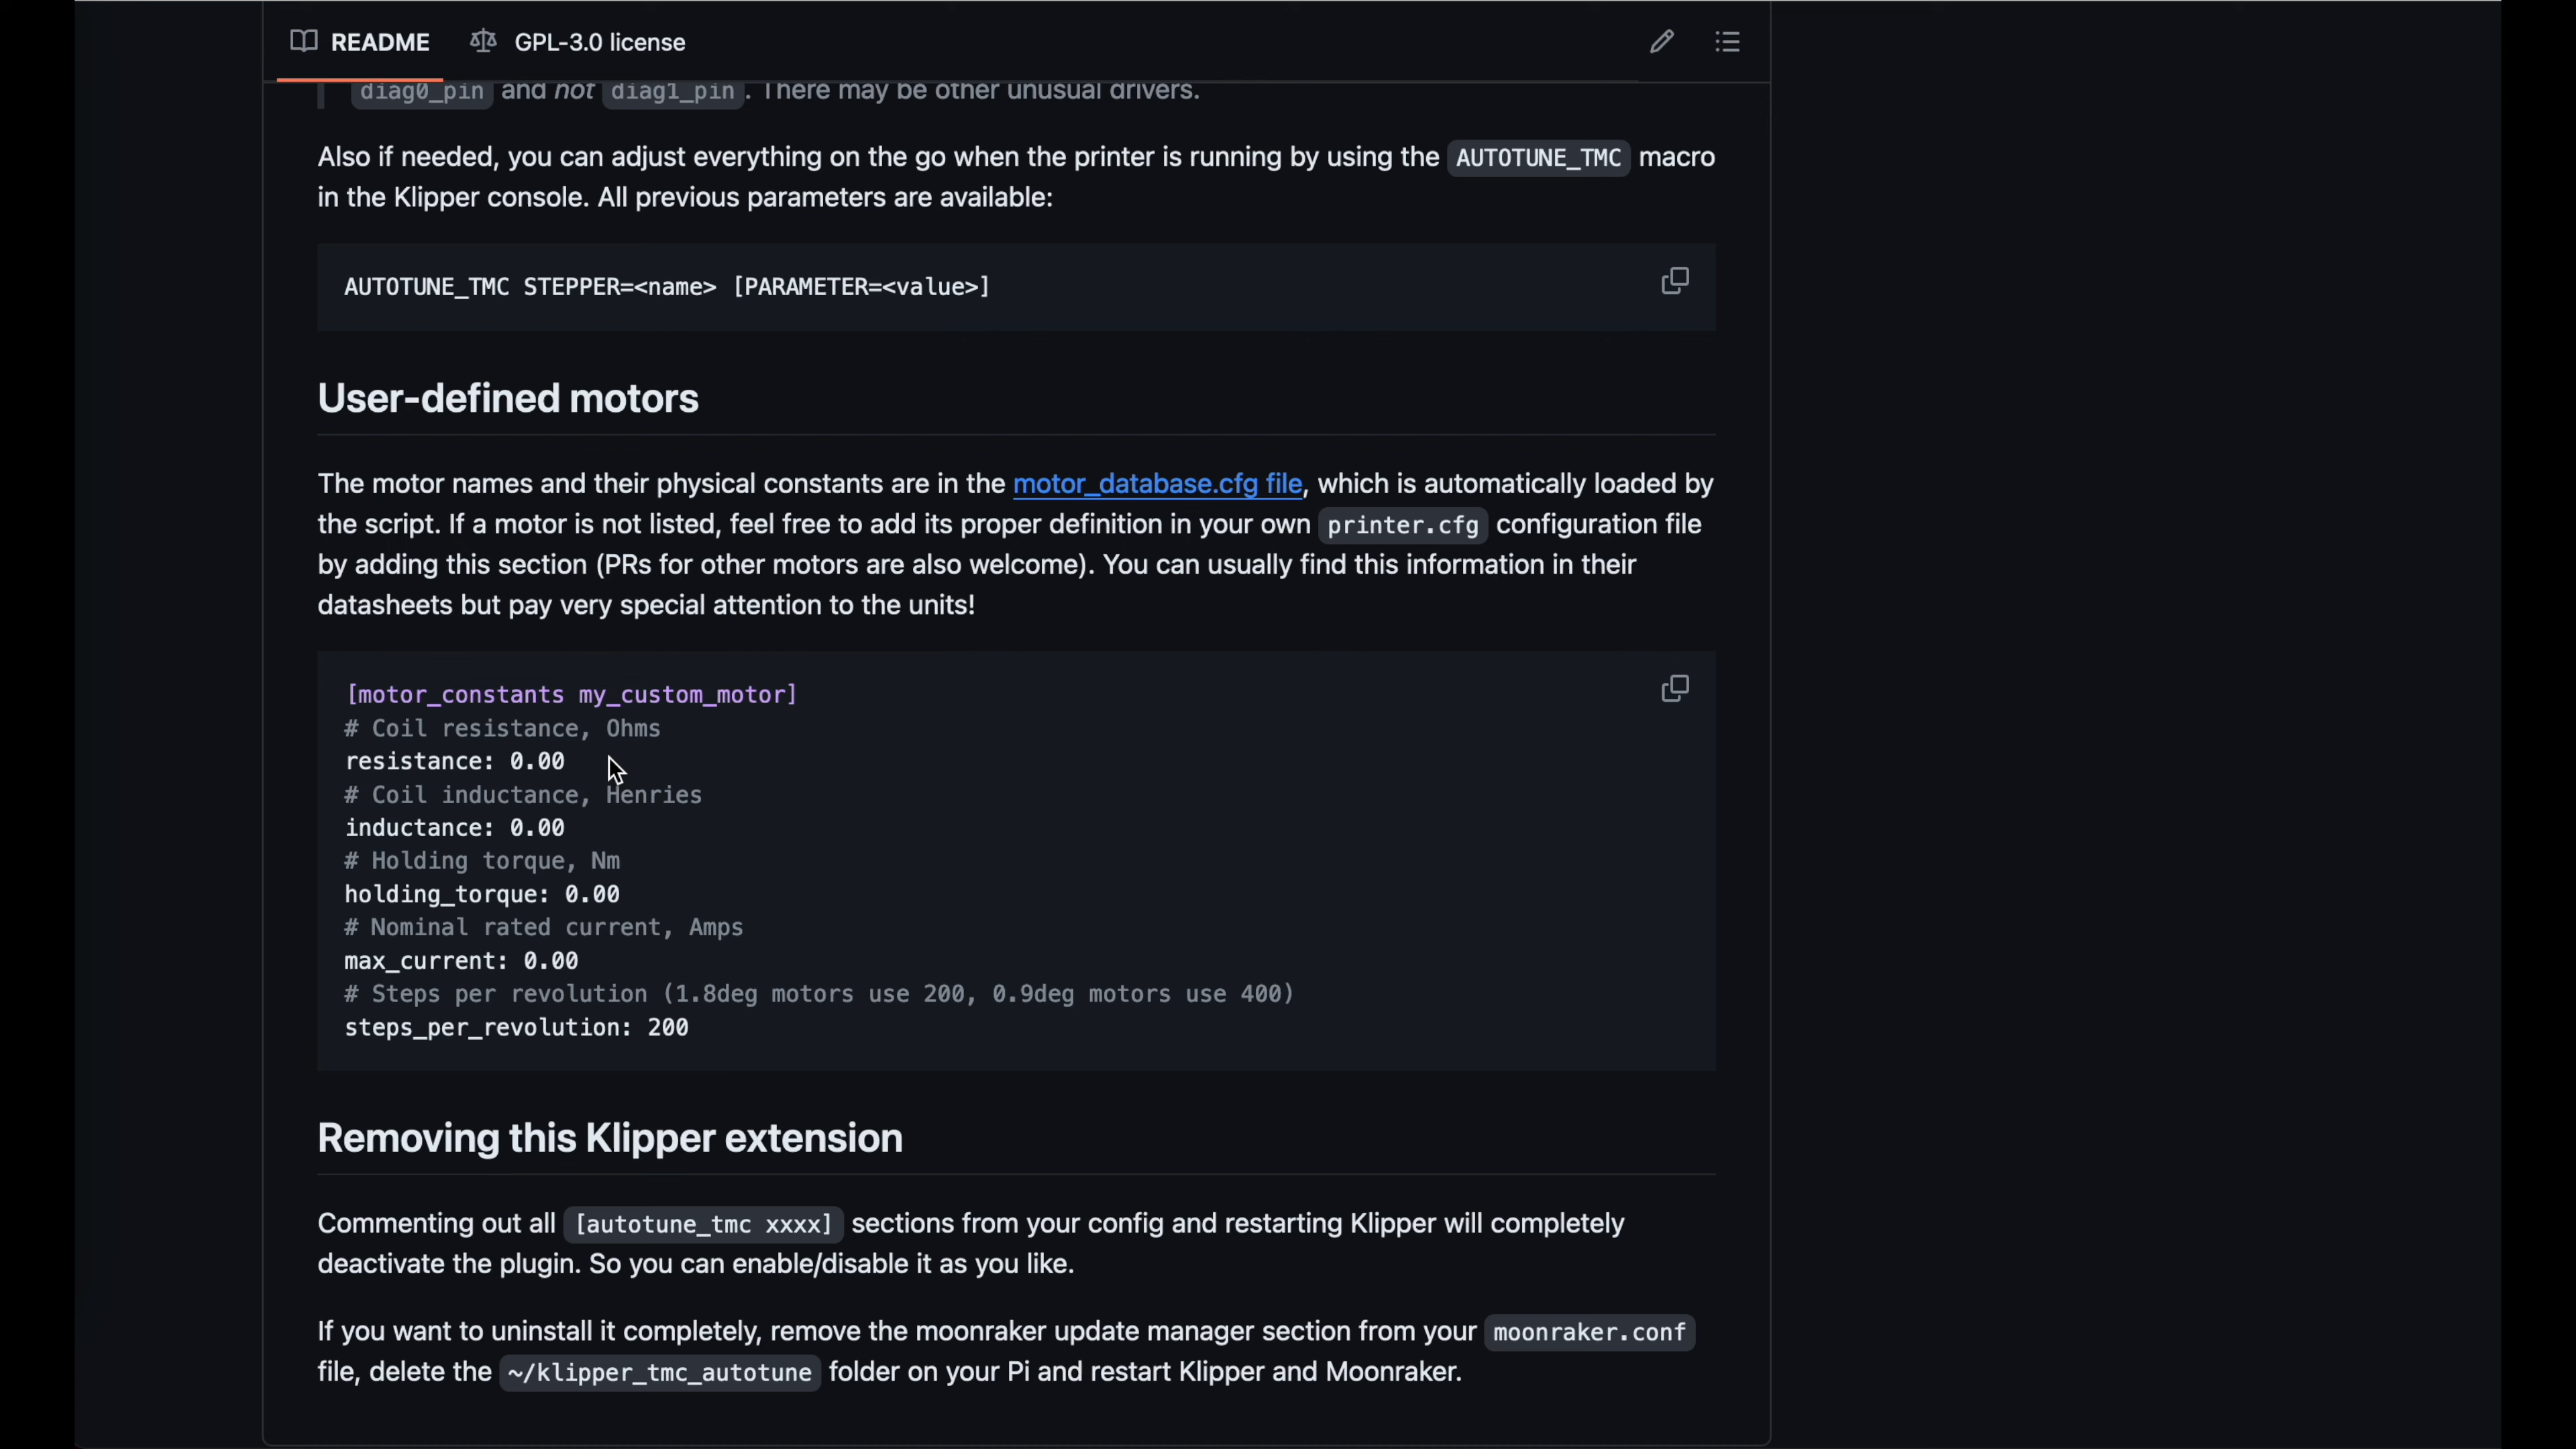 README
GPL-3.0 license
diag0_pin and not diag1_pin. There may be other unusual drivers.
Also if needed, you can adjust everything on the go when the printer is running by using the AUTOTUNE_TMC macro
in the Klipper console. All previous parameters are available:
AUTOTUNE_TMC STEPPER=<name> [PARAMETER=<value>]
User-defined motors
The motor names and their physical constants are in the motor_database.cfg file, which is automatically loaded by
the script. If a motor is not listed, feel free to add its proper definition in your own printer.cfg configuration file
by adding this section (PRs for other motors are also welcome). You can usually find this information in their
datasheets but pay very special attention to the units!
[motor_constants my_custom_motor]
# Coil resistance, Ohms
resistance: 0.00
# Coil inductance, Henries
inductance: 0.00
# Holding torque, Nm
holding_torque: 0.00
# Nominal rated current, Amps
max_current: 0.00
# Steps per revolution (1.8deg motors use 200, 0.9deg motors use 400)
steps_per_revolution: 200
Removing this Klipper extension
Commenting out all [autotune_tmc xxxx] sections from your config and restarting Klipper will completely
deactivate the plugin. So you can enable/disable it as you like.
If you want to uninstall it completely, remove the moonraker update manager section from your moonraker.conf
file, delete the ~/klipper_tmc_autotune folder on your Pi and restart Klipper and Moonraker.